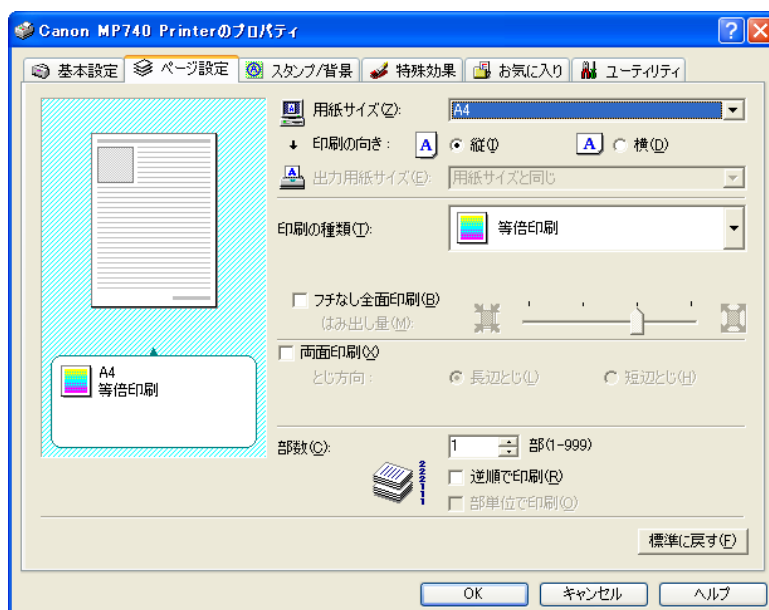 Canon MP740 Printerのプロパティ
基本設定 ページ設定 スタンプ/背景 特殊効果 お気に入り ユーティリティ
用紙サイズ(Z): A4
印刷の向き: A 縦(I) A 横(D)
出力用紙サイズ(E): 用紙サイズと同じ
印刷の種類(T): 等倍印刷
フチなし全面印刷(B)
はみ出し量(M):
両面印刷(X)
とじ方向: 長辺とじ(L) 短辺とじ(H)
A4
等倍印刷
部数(C): 1 部(1-999)
逆順で印刷(R)
部単位で印刷(O)
222111
標準に戻す(F)
OK キャンセル ヘルプ